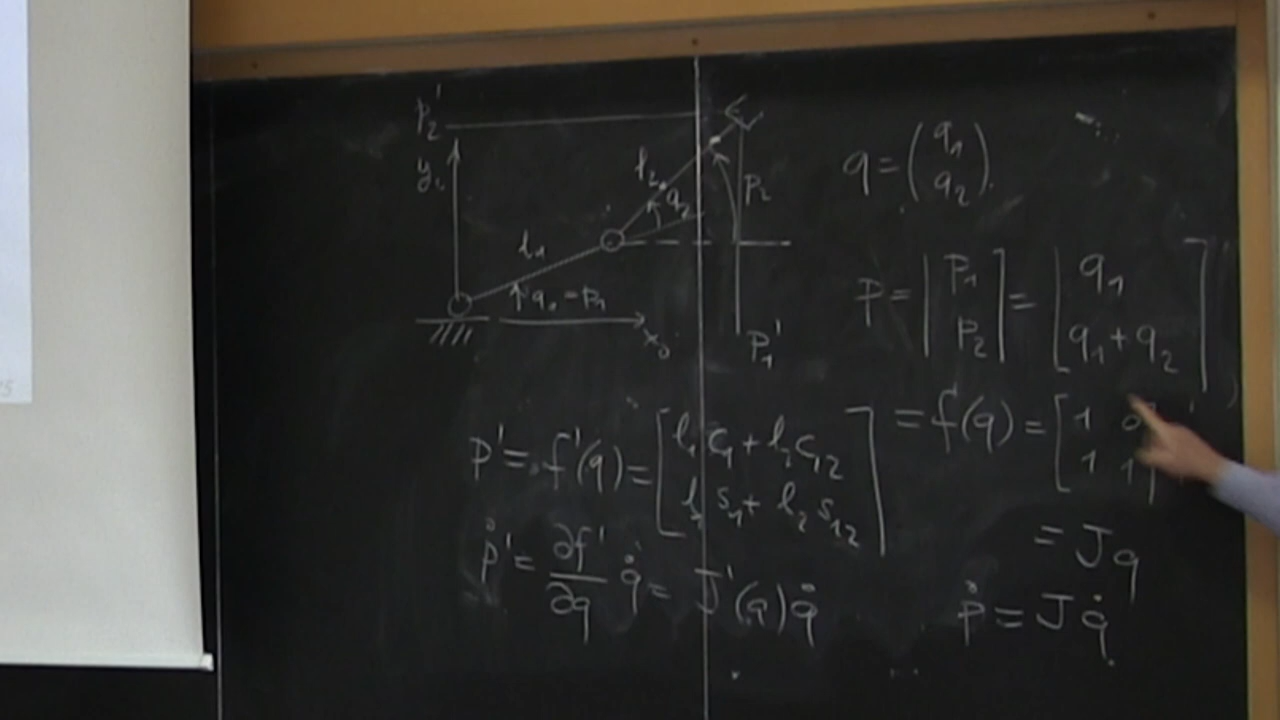 p₂'
y₀
l₁
l₂
q₂
p₂
q₁ = p₁
x₀
p₁'
q = (q₁ q₂)
p = [p₁ p₂] = [q₁ q₁+q₂]
= f(q) = [1 0 1 1] q
= Jq
ṗ = Jq̇
p' = f'(q) = [l₁c₁ + l₂c₁₂ l₁s₁ + l₂s₁₂]
ṗ' = ∂f'/∂q q̇ = J'(q)q̇